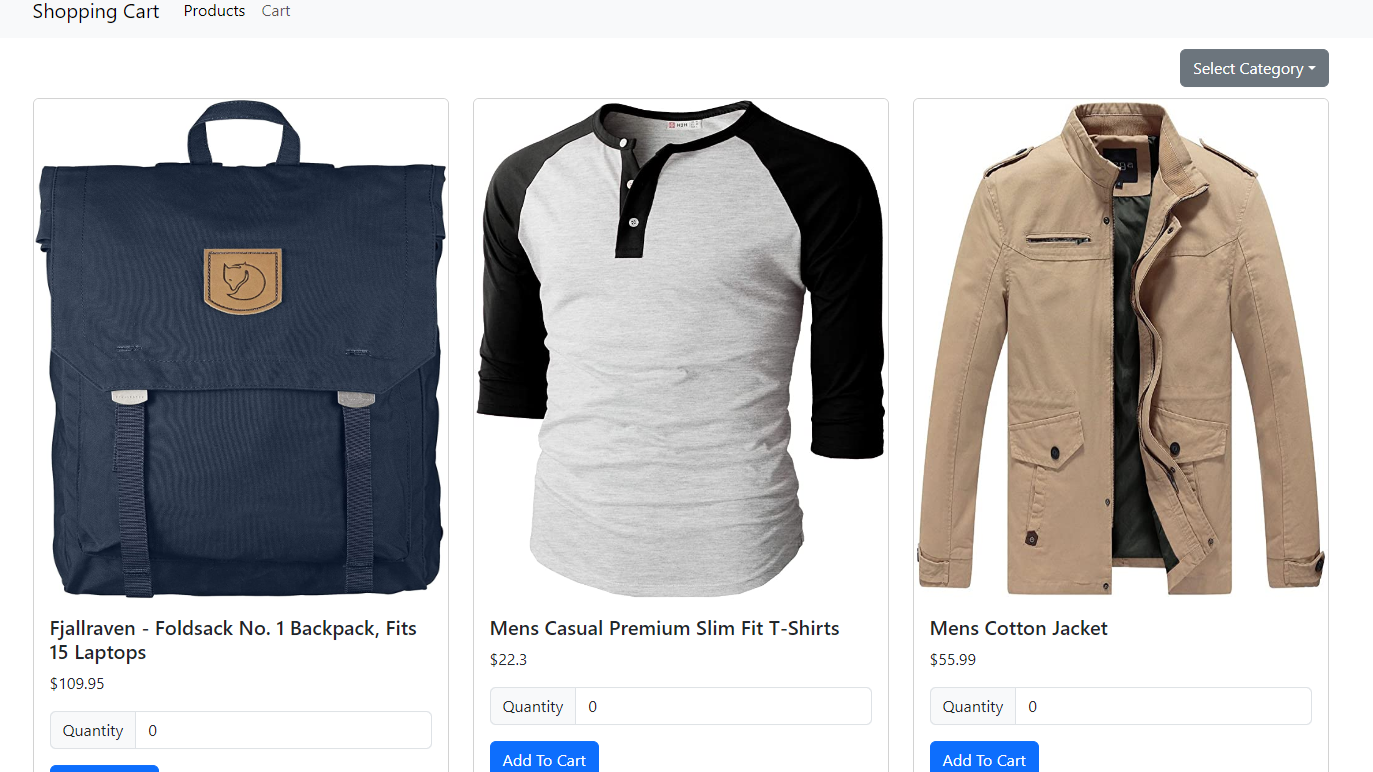 Shopping Cart Products Cart
Select Category
Fjallraven - Foldsack No. 1 Backpack, Fits
15 Laptops
$109.95
Quantity 0
Mens Casual Premium Slim Fit T-Shirts
$22.3
Quantity 0
Add To Cart
Mens Cotton Jacket
$55.99
Quantity 0
Add To Cart